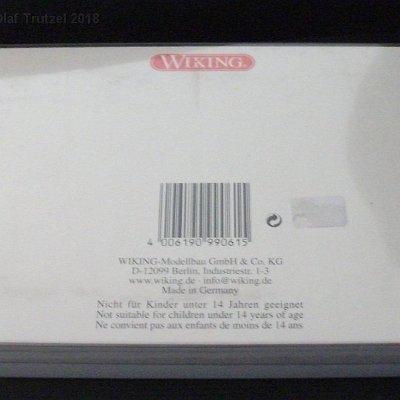 Olaf Trutzel 2018
WIKING
4 006190 990615
WIKING-Modellbau GmbH & Co. KG
D-12099 Berlin, Industriestr. 1-3
www.wiking.de · info@wiking.de
Made in Germany
Nicht für Kinder unter 14 Jahren geeignet
Not suitable for children under 14 years of age
Ne convient pas aux enfants de moins de 14 ans